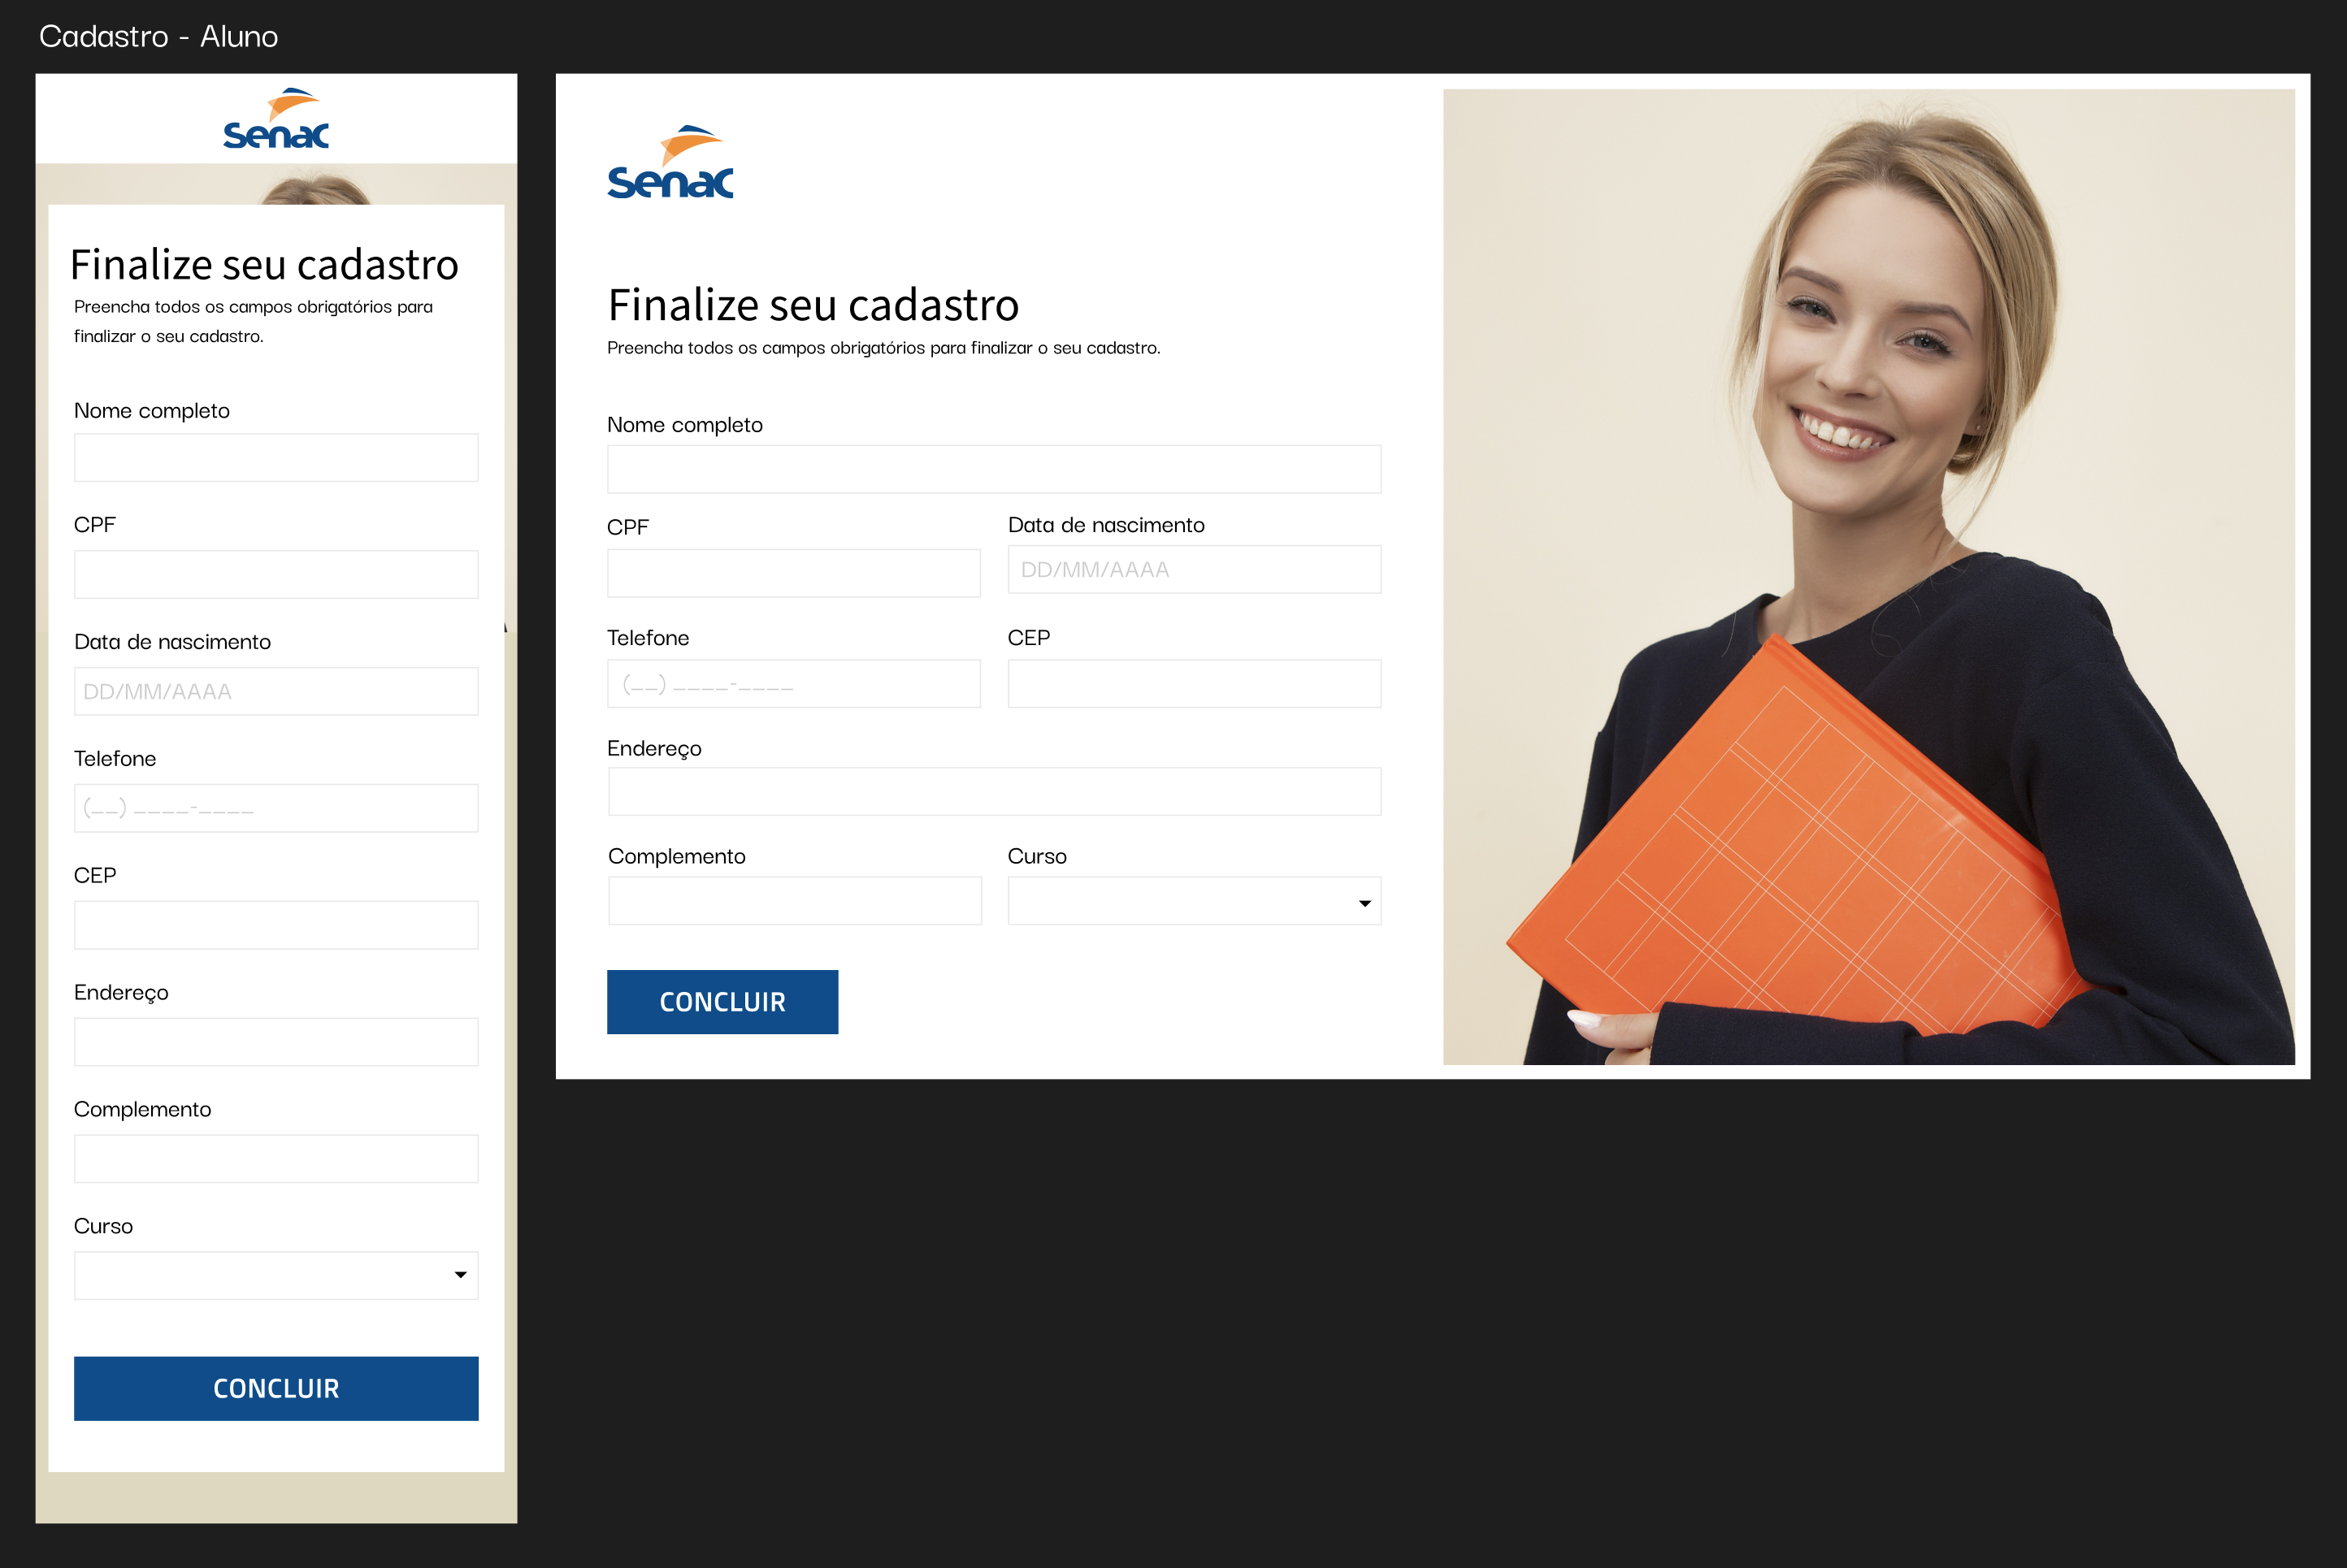 Cadastro - Aluno
Senac
Finalize seu cadastro
Preencha todos os campos obrigatórios para
finalizar o seu cadastro.
Nome completo
CPF
Data de nascimento
DD/MM/AAAA
Telefone
(__) ____-____
CEP
Endereço
Complemento
Curso
CONCLUIR
Senac
Finalize seu cadastro
Preencha todos os campos obrigatórios para finalizar o seu cadastro.
Nome completo
CPF
Data de nascimento
DD/MM/AAAA
Telefone
CEP
(__) ____-____
Endereço
Complemento
Curso
CONCLUIR